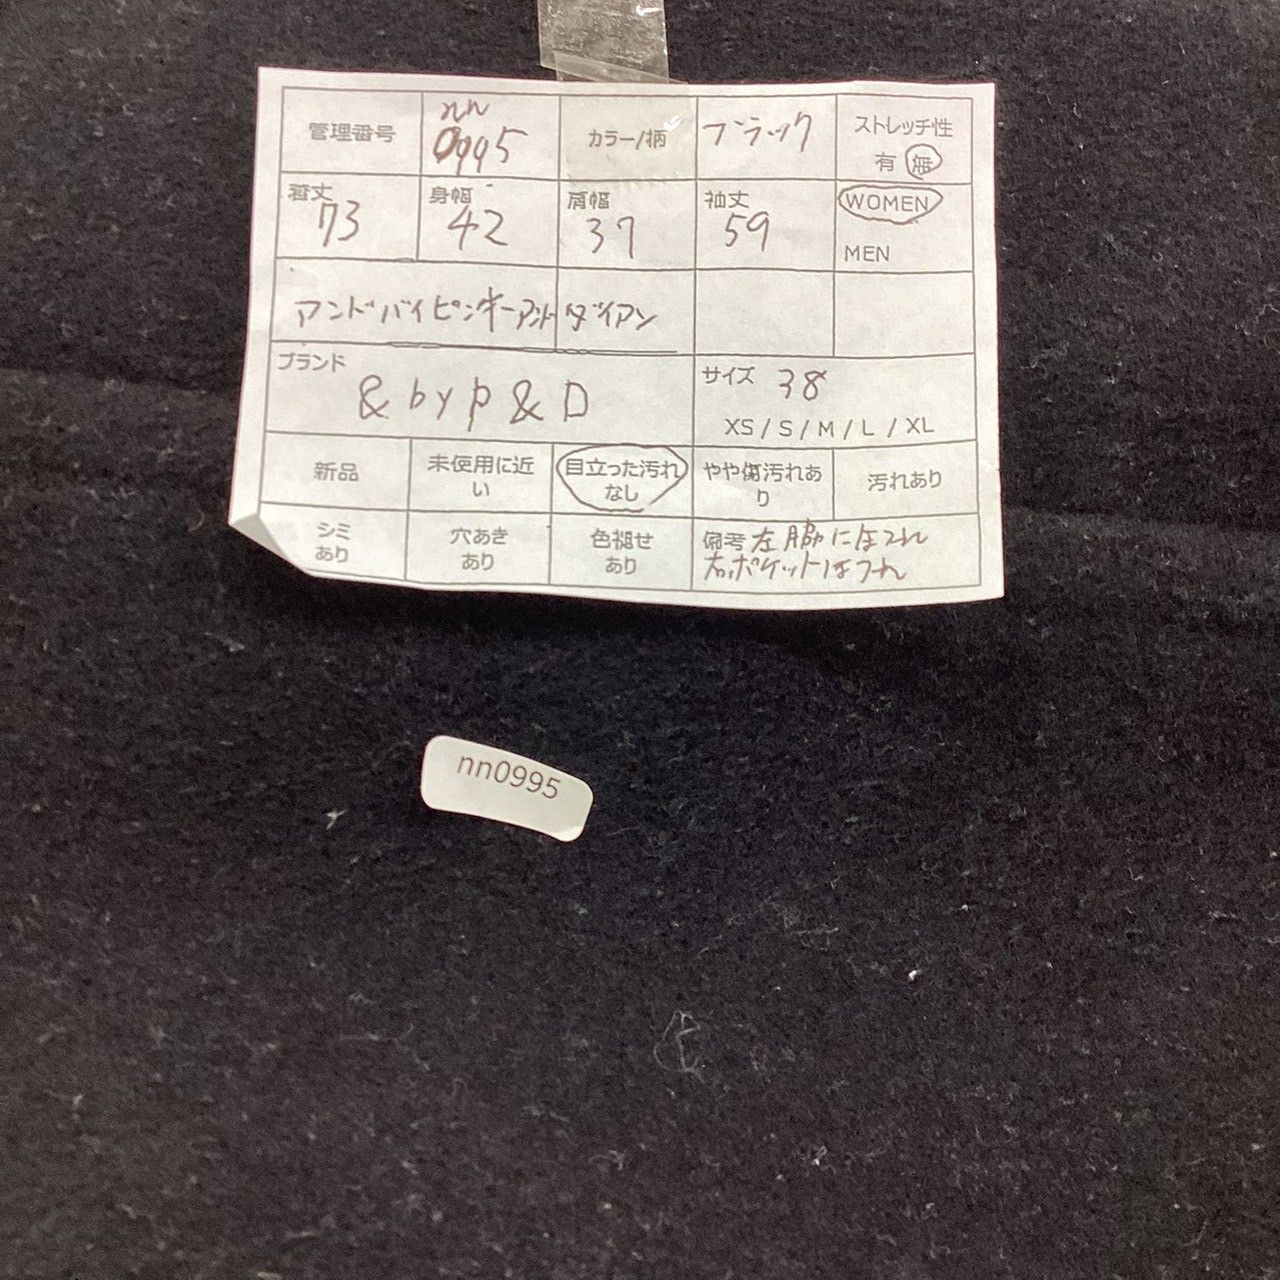 管理番号 nn0995 カラー/柄 ブラック ストレッチ性 有 無
着丈 73 身幅 42 肩幅 37 袖丈 59 WOMEN MEN
アンドバイピンキーアンドダイアン
ブランド & by P & D サイズ 38 XS / S / M / L / XL
新品 未使用に近い 目立った汚れなし やや傷汚れあり 汚れあり
シミあり 穴あきあり 色褪せあり 備考 左脇にほつれ
右ポケットほつれ
nn0995